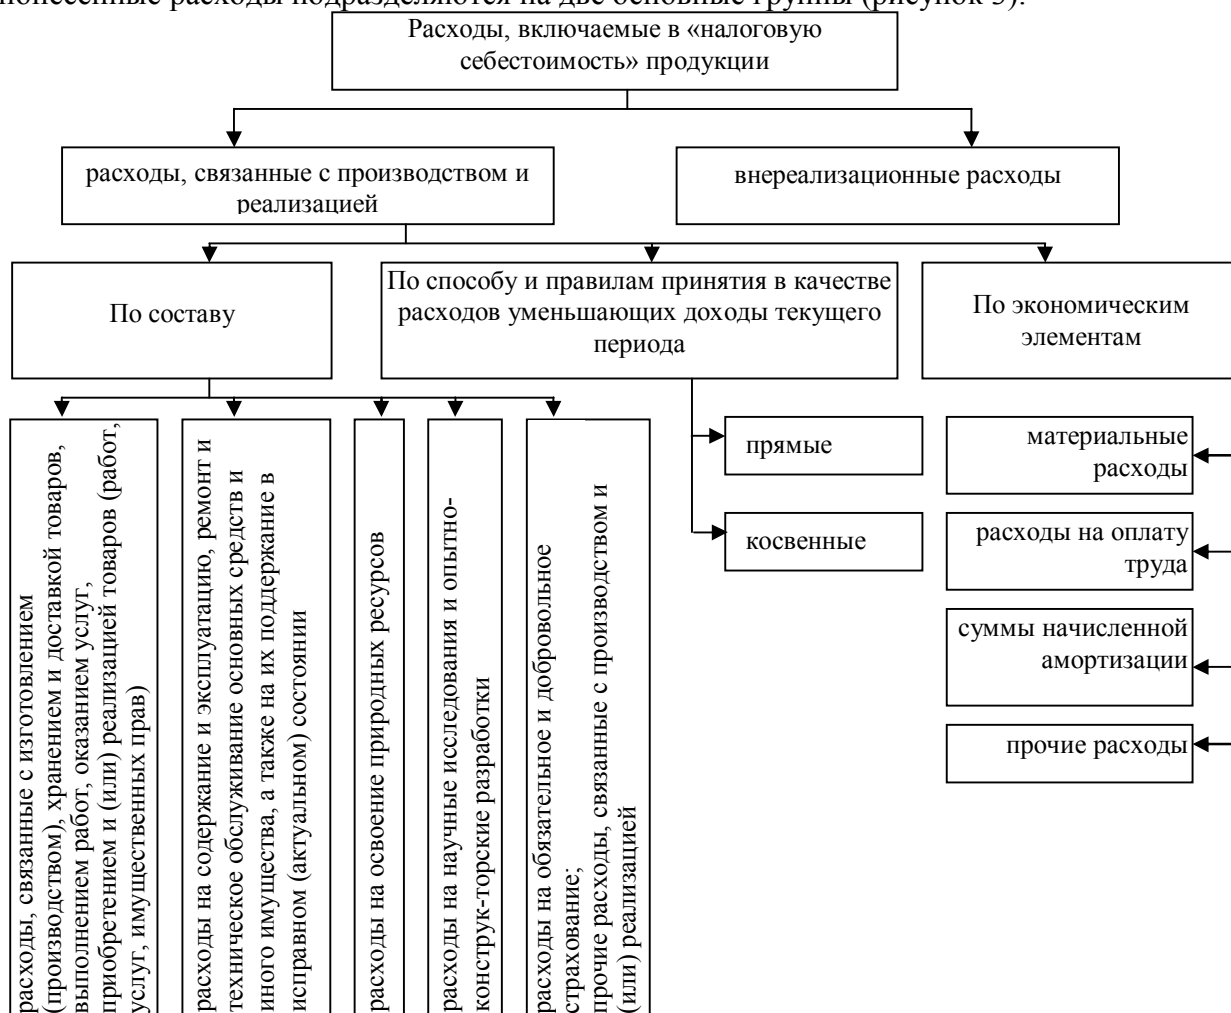 понесенные расходы подразделяются на две основные группы (рисунок 3).
Расходы, включаемые в «налоговую
себестоимость» продукции
расходы, связанные с производством и
реализацией
внереализационные расходы
По составу
По способу и правилам принятия в качестве
расходов уменьшающих доходы текущего
периода
По экономическим
элементам
расходы, связанные с изготовлением
(производством), хранением и доставкой товаров,
выполнением работ, оказанием услуг,
приобретением и (или) реализацией товаров (работ,
услуг, имущественных прав)
расходы на содержание и эксплуатацию, ремонт и
техническое обслуживание основных средств и
иного имущества, а также на их поддержание в
исправном (актуальном) состоянии
расходы на освоение природных ресурсов
расходы на научные исследования и опытно-
конструк-торские разработки
расходы на обязательное и добровольное
страхование;
прочие расходы, связанные с производством и
(или) реализацией
прямые
косвенные
материальные
расходы
расходы на оплату
труда
суммы начисленной
амортизации
прочие расходы